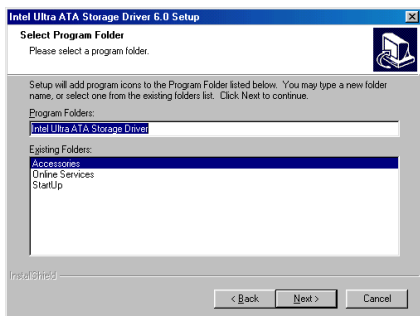 Intel Ultra ATA Storage Driver 6.0 Setup
Select Program Folder
Please select a program folder.
Setup will add program icons to the Program Folder listed below. You may type a new folder
name, or select one from the existing folders list. Click Next to continue.
Program Folders:
Intel Ultra ATA Storage Driver
Existing Folders:
Accessories
Online Services
StartUp
InstallShield
< Back
Next >
Cancel